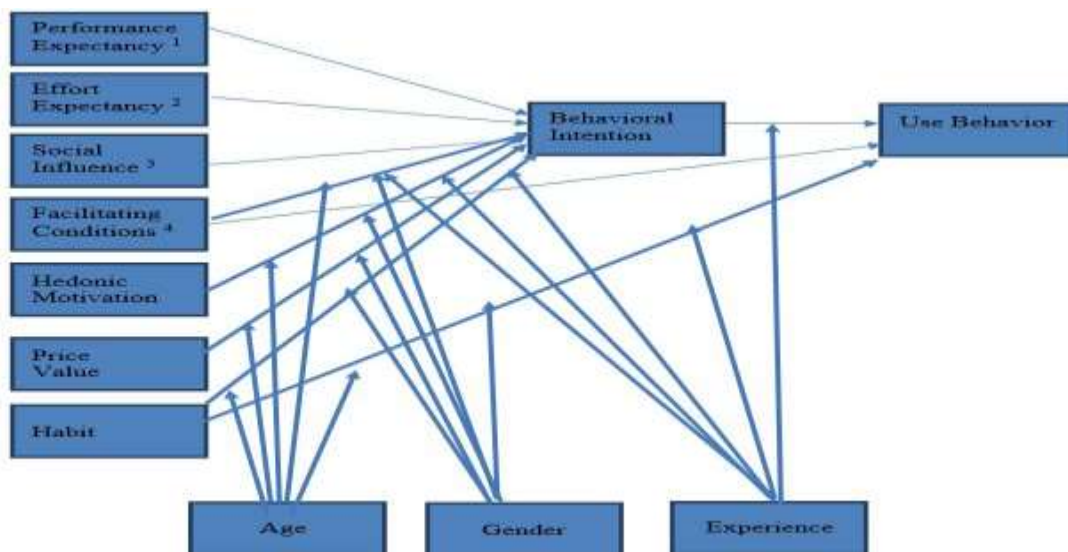 Performance
Expectancy ¹
Effort
Expectancy ²
Social
Influence ³
Facilitating
Conditions ⁴
Hedonic
Motivation
Price
Value
Habit
Behavioral
Intention
Use Behavior
Age
Gender
Experience